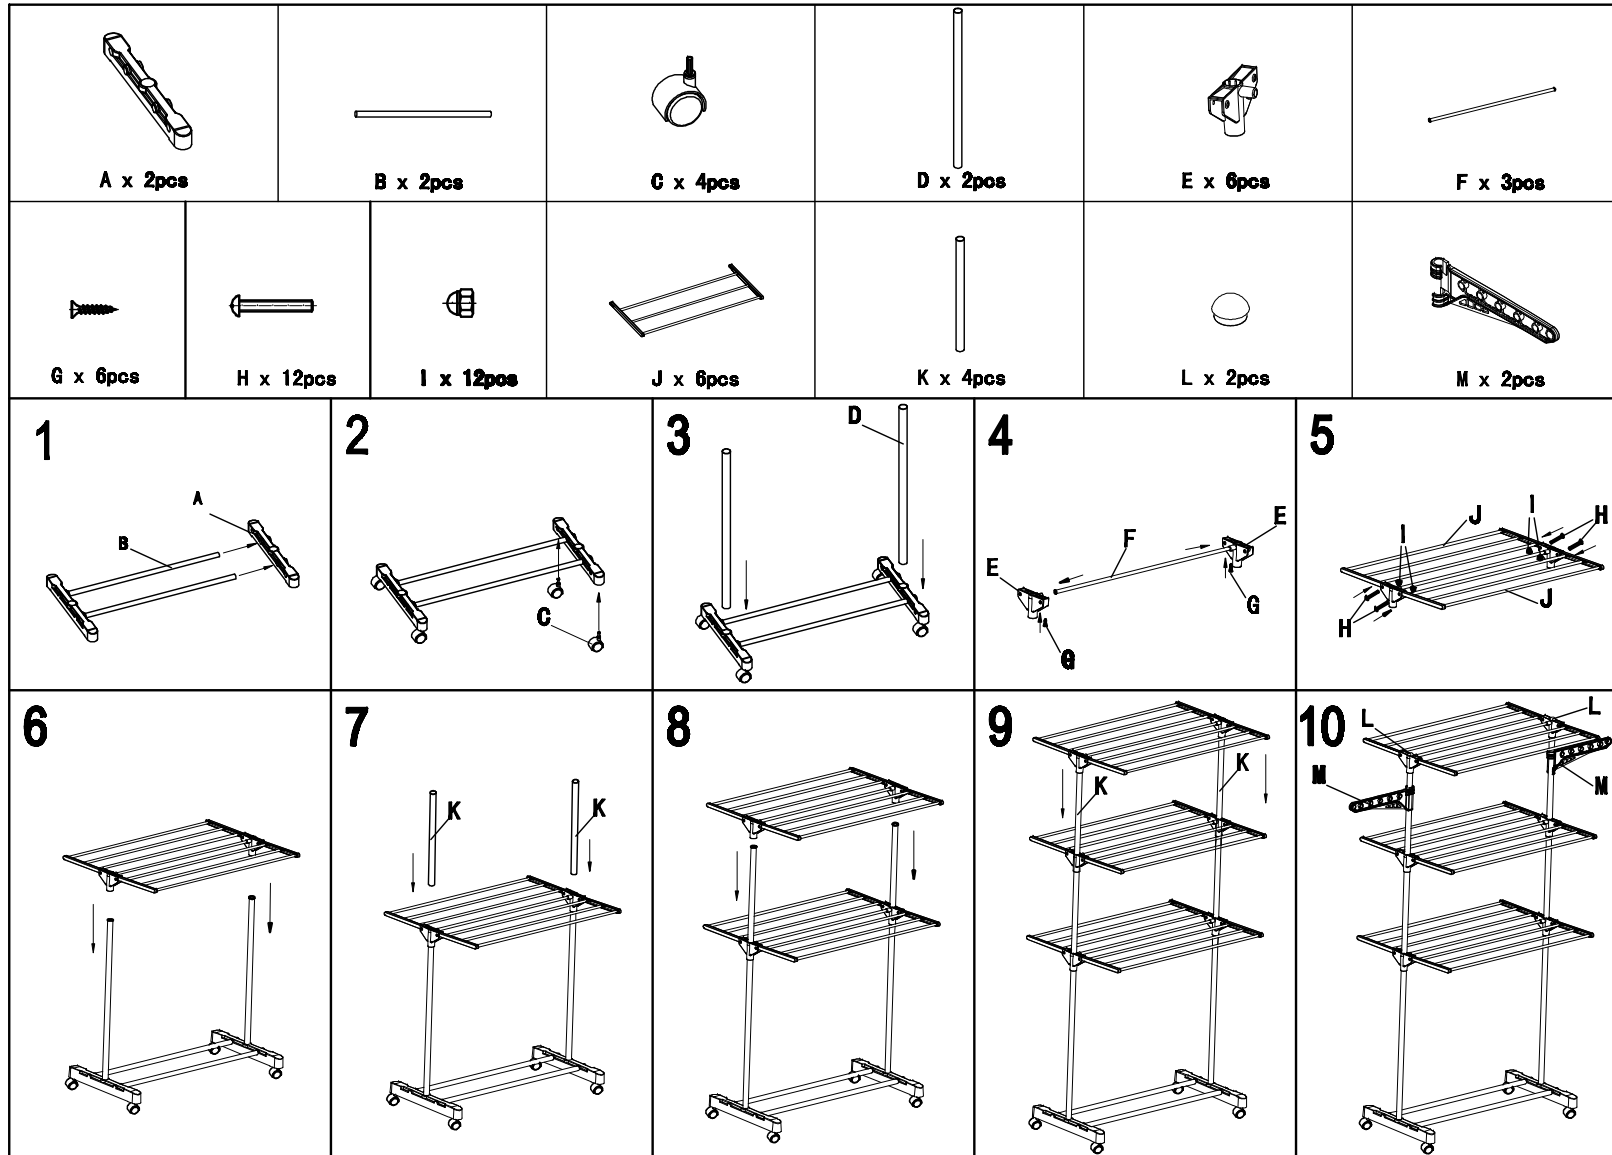 A x 2pcs
B x 2pcs
C x 4pcs
D x 2pcs
E x 6pcs
F x 3pcs
G x 6pcs
H x 12pcs
I x 12pcs
J x 6pcs
K x 4pcs
L x 2pcs
M x 2pcs
1
A
B
2
C
3
D
4
E
F
E
G
G
5
I
J
H
I
J
H
6
7
K
K
8
9
K
K
10
L
L
M
M